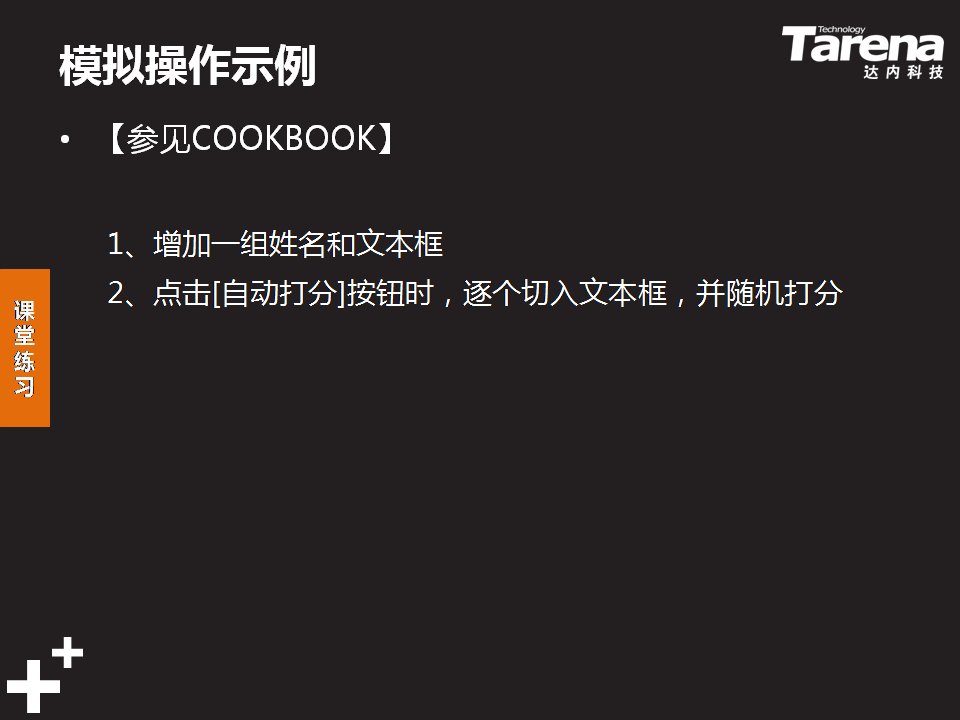 模拟操作示例
Technology
Tarena
达内科技
• 【参见COOKBOOK】
1、增加一组姓名和文本框
2、点击[自动打分]按钮时，逐个切入文本框，并随机打分
课
堂
练
习